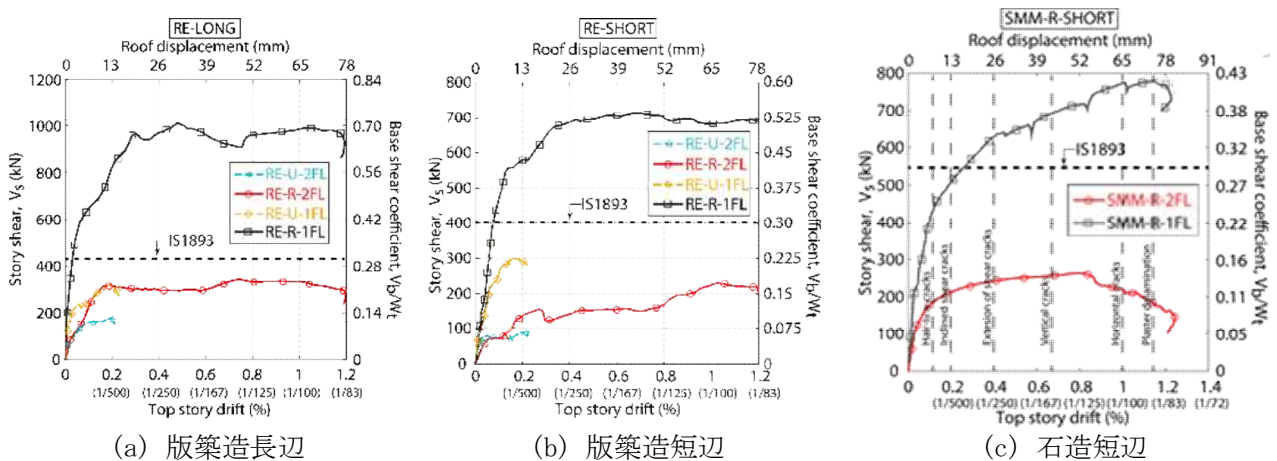 RE-LONG
Roof displacement (mm)
0 13 26 39 52 65 78
1200 0.84
1000 0.70
800
600 0.42
400 0.28
200 0.14
0 0
Story shear, Vs (kN)
Base shear coefficient, Vb/Wt
RE-U-2FL
RE-R-2FL
RE-U-1FL
RE-R-1FL
IS1893
0 0.2 0.4 0.6 0.8 1.0 1.2
(1/500) (1/250) (1/167) (1/125) (1/100) (1/83)
Top story drift (%)
(a) 版築造長辺
RE-SHORT
Roof displacement (mm)
0 13 26 39 52 65 78
800 0.60
700 0.525
600 0.45
500 0.375
400 0.30
300 0.225
200 0.15
100 0.075
0 0
Story shear, Vs (kN)
Base shear coefficient, Vb/Wt
RE-U-2FL
RE-R-2FL
RE-U-1FL
RE-R-1FL
IS1893
0 0.2 0.4 0.6 0.8 1.0 1.2
(1/500) (1/250) (1/167) (1/125) (1/100) (1/83)
Top story drift (%)
(b) 版築造短辺
SMM-R-SHORT
Roof displacement (mm)
0 13 26 39 52 65 78 91
800 0.43
700 0.38
600 0.32
500 0.29
400 0.22
300
200 0.11
100 0.05
0 0
Story shear, Vs (kN)
Base shear coefficient, Vb/Wt
IS1893
SMM-R-2FL
SMM-R-1FL
Inclined shear cracks
Vertical cracks
Horizontal cracks
Plaster delamination
0 0.2 0.4 0.6 0.8 1 1.2 1.4
(1/500) (1/250) (1/167) (1/125) (1/100) (1/83) (1/72)
Top story drift (%)
(c) 石造短辺